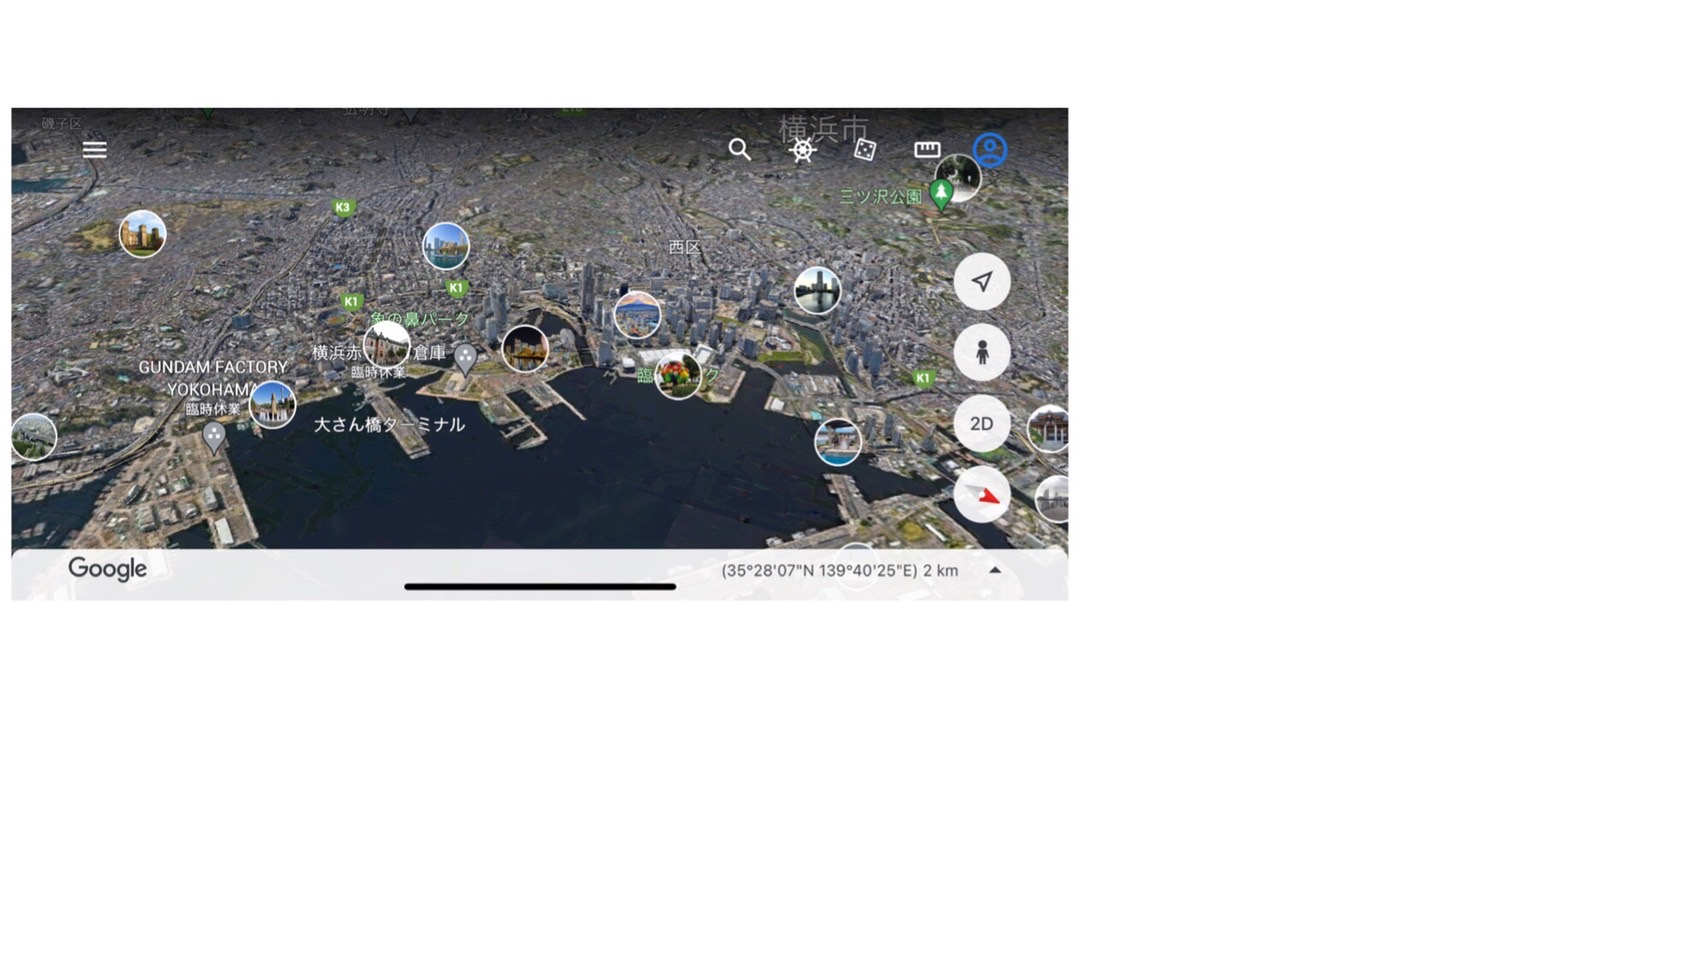 磯子区
弘明寺
横浜市
三ツ沢公園
K3
西区
K1
K1
象の鼻パーク
横浜赤
倉庫
臨時休業
GUNDAM FACTORY
YOKOHAMA
臨時休業
臨
ク
K1
大さん橋ターミナル
2D
Google
(35°28'07"N 139°40'25"E) 2 km